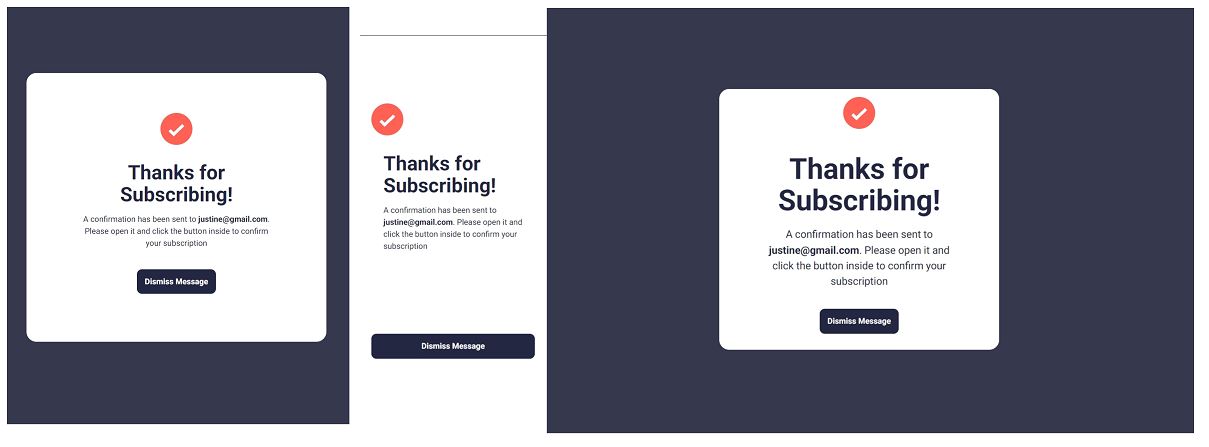 Thanks for
Subscribing!
A confirmation has been sent to justine@gmail.com.
Please open it and click the button inside to confirm
your subscription
Dismiss Message
Thanks for
Subscribing!
A confirmation has been sent to
justine@gmail.com. Please open it and
click the button inside to confirm your
subscription
Dismiss Message
Thanks for
Subscribing!
A confirmation has been sent to
justine@gmail.com. Please open it and
click the button inside to confirm your
subscription
Dismiss Message